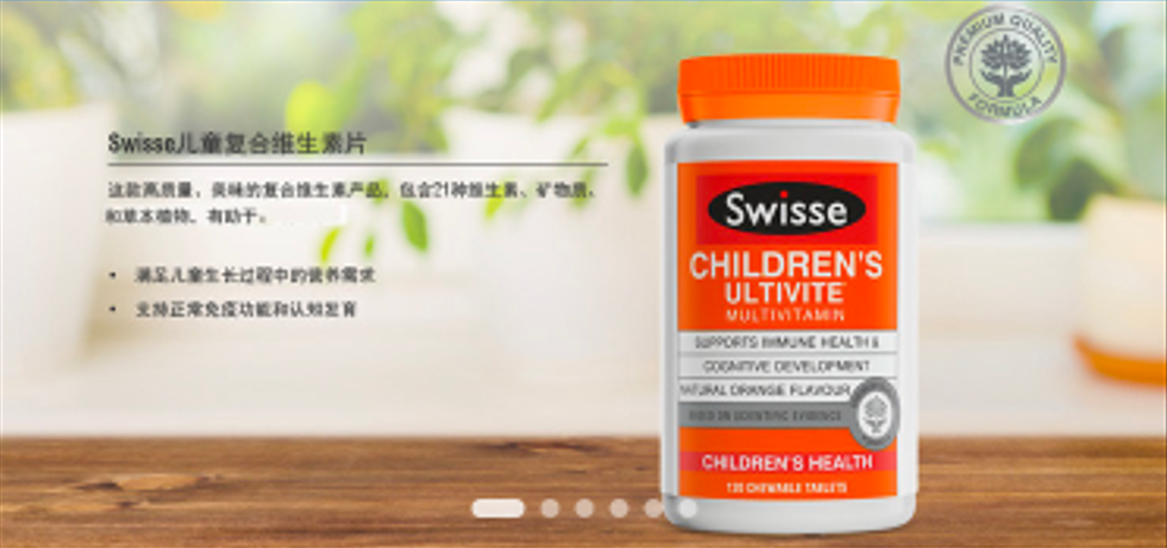 PREMIUM QUALITY
FORMULA
Swisse儿童复合维生素片
这款高质量、美味的复合维生素产品，包含21种维生素、矿物质、
和草本植物。有助于。
• 满足儿童生长过程中的营养需求
• 支持正常免疫功能和认知发育
Swisse
CHILDREN'S
ULTIVITE
MULTIVITAMIN
SUPPORTS IMMUNE HEALTH &
COGNITIVE DEVELOPMENT
NATURAL ORANGE FLAVOUR
BASED ON SCIENTIFIC EVIDENCE
CHILDREN'S HEALTH
120 CHEWABLE TABLETS